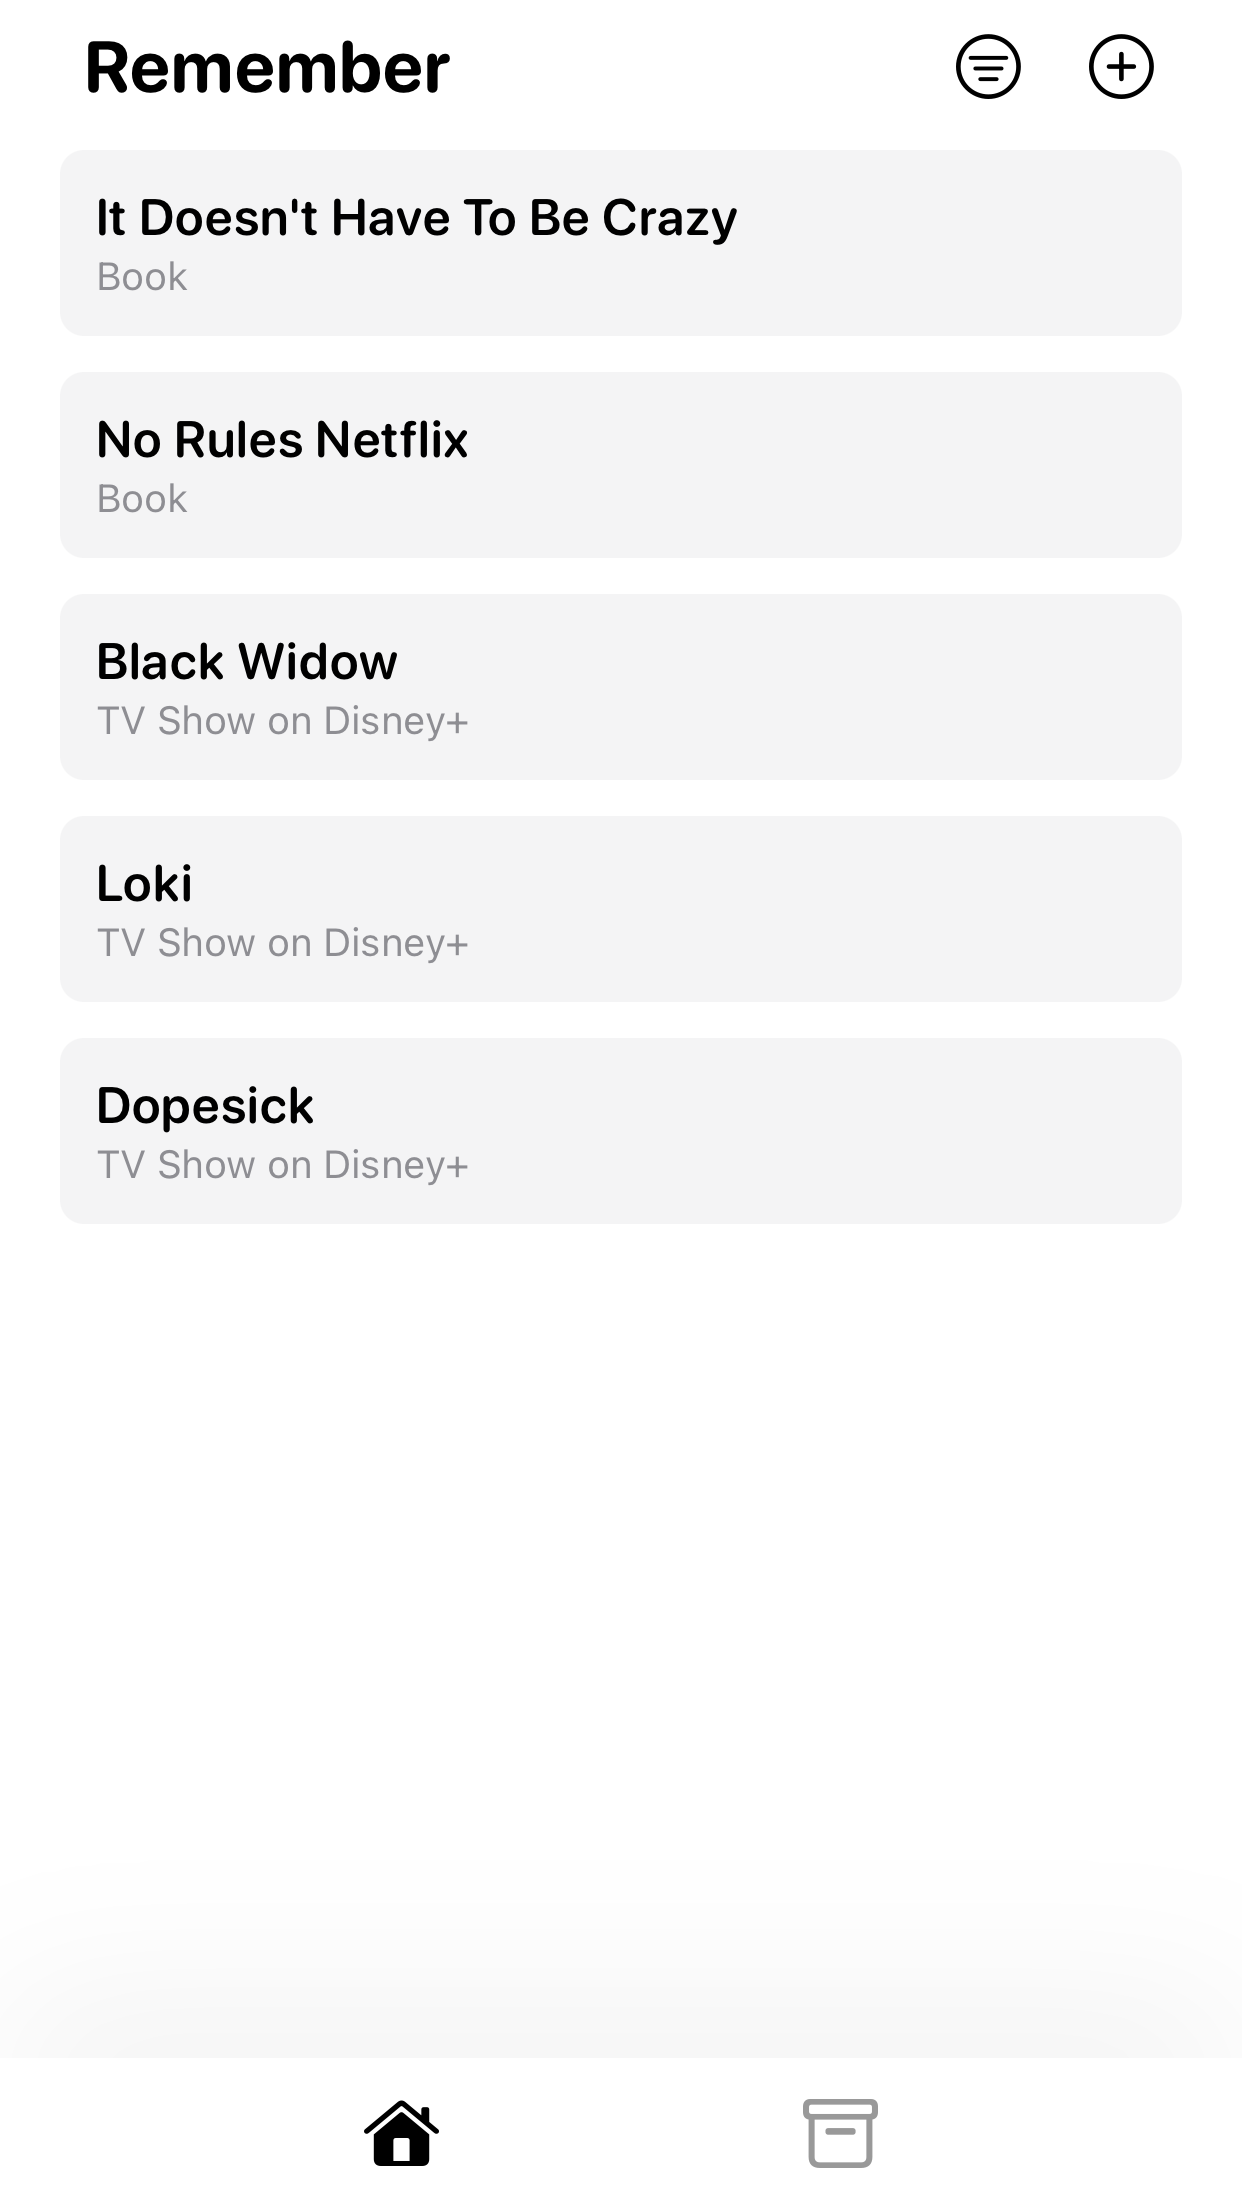 Remember
It Doesn't Have To Be Crazy
Book
No Rules Netflix
Book
Black Widow
TV Show on Disney+
Loki
TV Show on Disney+
Dopesick
TV Show on Disney+